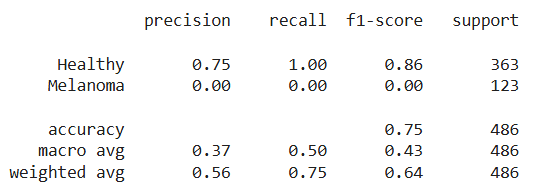 precision recall f1-score support
Healthy 0.75 1.00 0.86 363
Melanoma 0.00 0.00 0.00 123
accuracy 0.75 486
macro avg 0.37 0.50 0.43 486
weighted avg 0.56 0.75 0.64 486